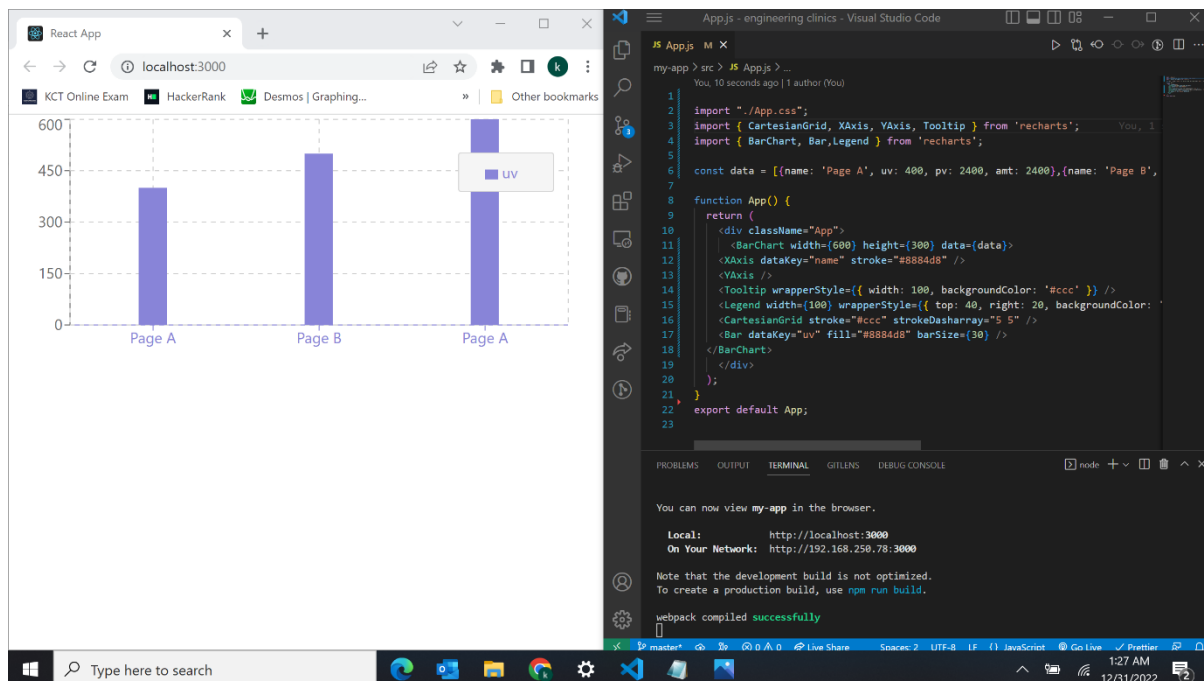 React App
localhost:3000
k
KCT Online Exam
HackerRank
Desmos | Graphing...
»
Other bookmarks
600
450
300
150
0
uv
Page A
Page B
Page A
App.js - engineering clinics - Visual Studio Code
JS App.js M
my-app > src > JS App.js > ...
You, 10 seconds ago | 1 author (You)
1
2 import "./App.css";
3 import { CartesianGrid, XAxis, YAxis, Tooltip } from 'recharts'; You, 1
4 import { BarChart, Bar,Legend } from 'recharts';
5
6 const data = [{name: 'Page A', uv: 400, pv: 2400, amt: 2400},{name: 'Page B',
7
8 function App() {
9 return (
10 <div className="App">
11 <BarChart width={600} height={300} data={data}>
12 <XAxis dataKey="name" stroke="#8884d8" />
13 <YAxis />
14 <Tooltip wrapperStyle={{ width: 100, backgroundColor: '#ccc' }} />
15 <Legend width={100} wrapperStyle={{ top: 40, right: 20, backgroundColor: '
16 <CartesianGrid stroke="#ccc" strokeDasharray="5 5" />
17 <Bar dataKey="uv" fill="#8884d8" barSize={30} />
18 </BarChart>
19 </div>
20 );
21 }
22 export default App;
23
3
PROBLEMS OUTPUT TERMINAL GITLENS DEBUG CONSOLE
node
You can now view my-app in the browser.
Local: http://localhost:3000
On Your Network: http://192.168.250.78:3000
Note that the development build is not optimized.
To create a production build, use npm run build.
webpack compiled successfully
master* 0 0 Live Share Spaces: 2 UTF-8 LF {} JavaScript Go Live Prettier
Type here to search
1:27 AM
12/31/2022
2